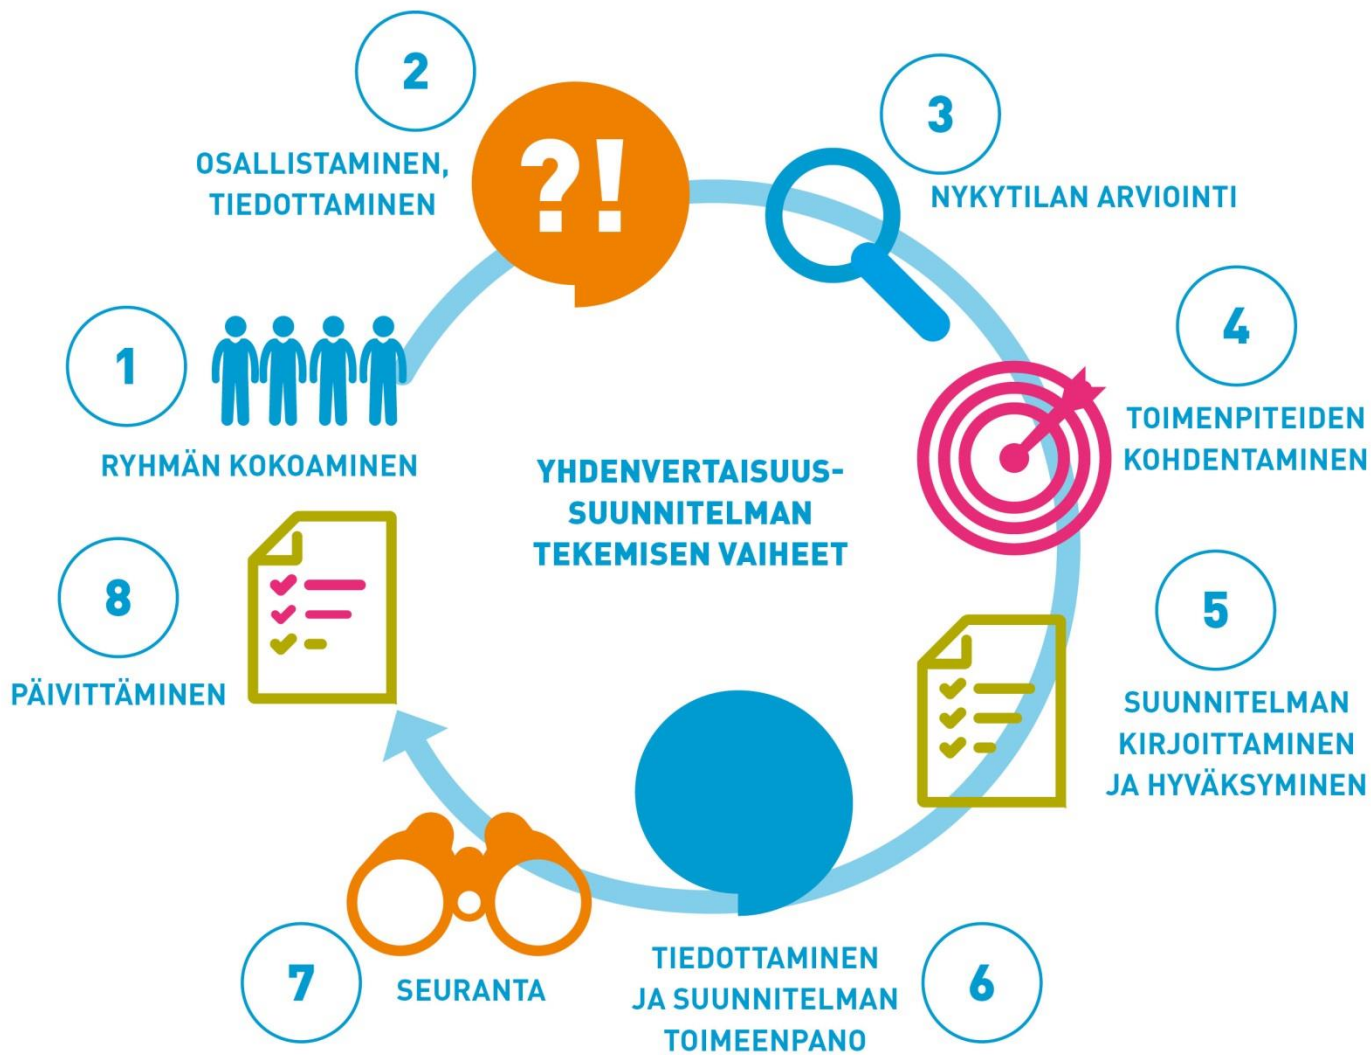 YHDENVERTAISUUS-
SUUNNITELMAN
TEKEMISEN VAIHEET
1
RYHMÄN KOKOAMINEN
2
OSALLISTAMINEN,
TIEDOTTAMINEN
?!
3
NYKYTILAN ARVIOINTI
4
TOIMENPITEIDEN
KOHDENTAMINEN
5
SUUNNITELMAN
KIRJOITTAMINEN
JA HYVÄKSYMINEN
6
TIEDOTTAMINEN
JA SUUNNITELMAN
TOIMEENPANO
7
SEURANTA
8
PÄIVITTÄMINEN